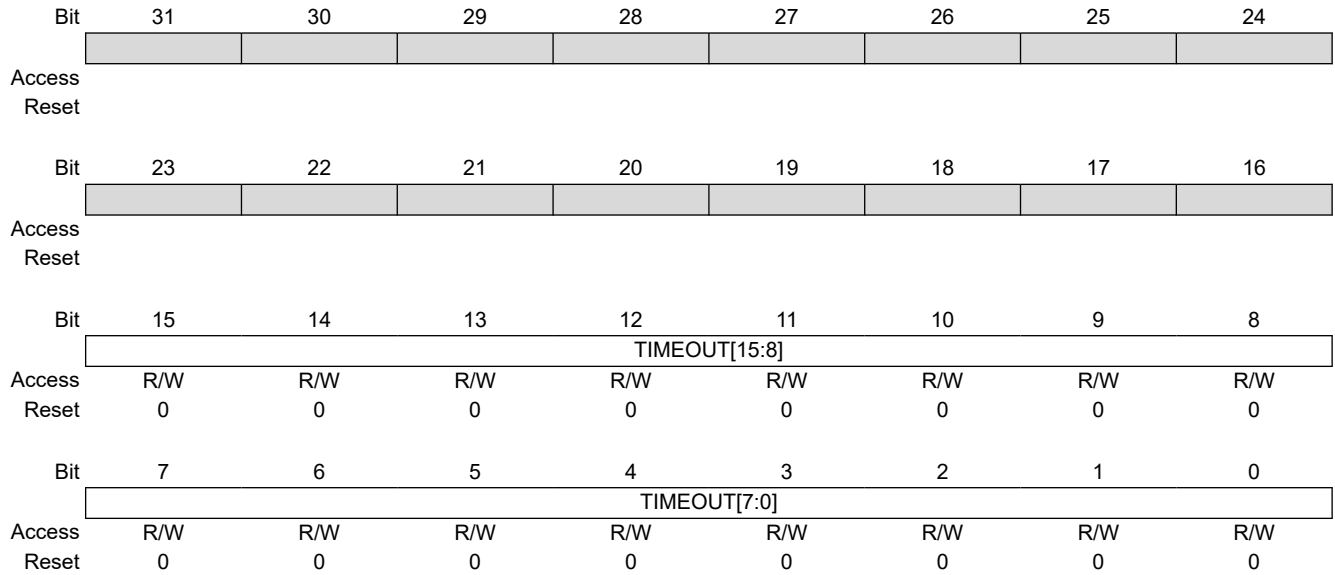 Bit 31 30 29 28 27 26 25 24
Access
Reset
Bit 23 22 21 20 19 18 17 16
Access
Reset
Bit 15 14 13 12 11 10 9 8
TIMEOUT[15:8]
Access R/W R/W R/W R/W R/W R/W R/W R/W
Reset 0 0 0 0 0 0 0 0
Bit 7 6 5 4 3 2 1 0
TIMEOUT[7:0]
Access R/W R/W R/W R/W R/W R/W R/W R/W
Reset 0 0 0 0 0 0 0 0